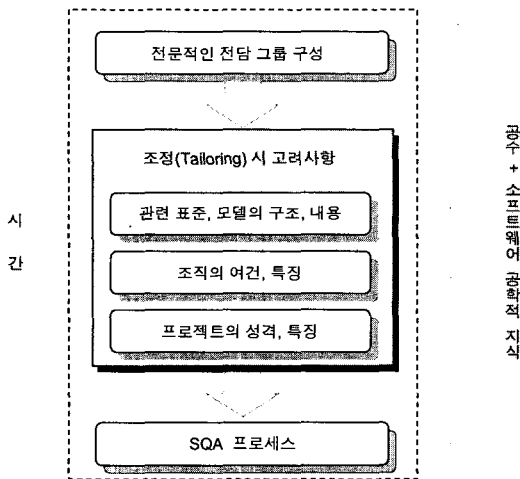 전문적인 전담 그룹 구성
조정(Tailoring) 시 고려사항
관련 표준, 모델의 구조, 내용
조직의 여건, 특징
프로젝트의 성격, 특징
SQA 프로세스
시간
공수 + 소프트웨어 공학적 지식